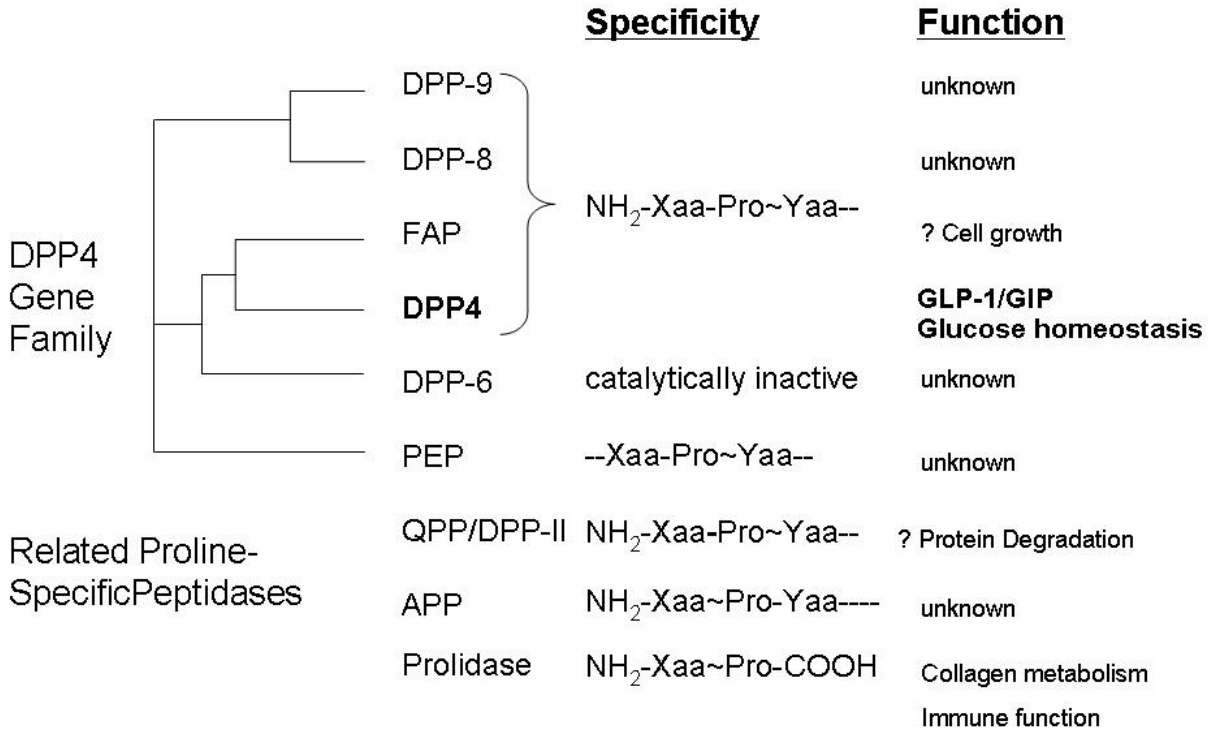 Specificity Function
DPP-9 unknown
DPP-8 unknown
NH₂-Xaa-Pro~Yaa--
FAP ? Cell growth
DPP4
Gene
Family
DPP4 GLP-1/GIP
Glucose homeostasis
DPP-6 catalytically inactive unknown
PEP --Xaa-Pro~Yaa-- unknown
Related Proline-
SpecificPeptidases
QPP/DPP-II NH₂-Xaa-Pro~Yaa-- ? Protein Degradation
APP NH₂-Xaa~Pro-Yaa---- unknown
Prolidase NH₂-Xaa~Pro-COOH Collagen metabolism
Immune function